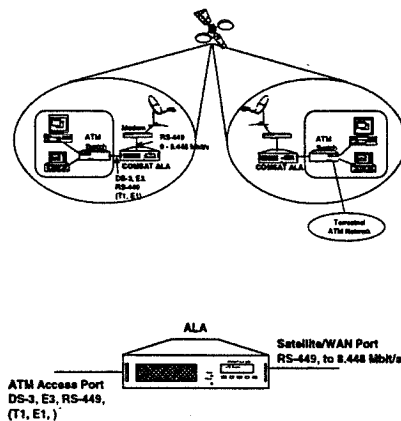 Modem
RS-449
0 - 8.448 Mbit/s
ATM
Switch
COMSAT ALA
DS-3, E3,
RS-449
(T1, E1)
ATM
Switch
COMSAT ALA
Terrestrial
ATM Network
ALA
Satellite/WAN Port
RS-449, to 8.448 Mbit/s
ATM Access Port
DS-3, E3, RS-449,
(T1, E1, )